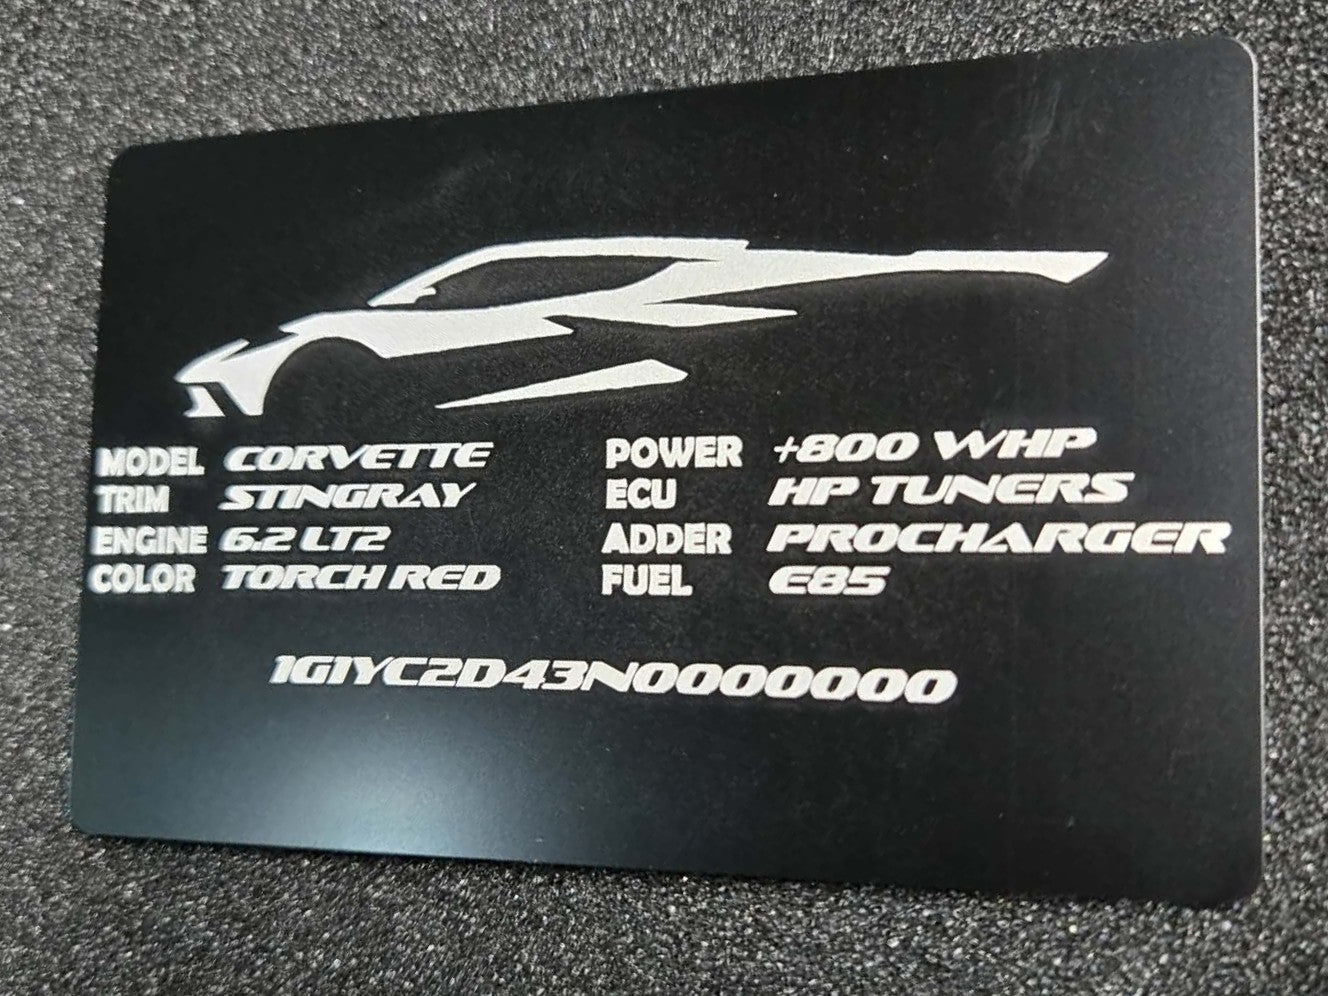 MODEL CORVETTE POWER +800 WHP
TRIM STINGRAY ECU HP TUNERS
ENGINE 6.2 LT2 ADDER PROCHARGER
COLOR TORCH RED FUEL E85
1G1YC2D43N0000000